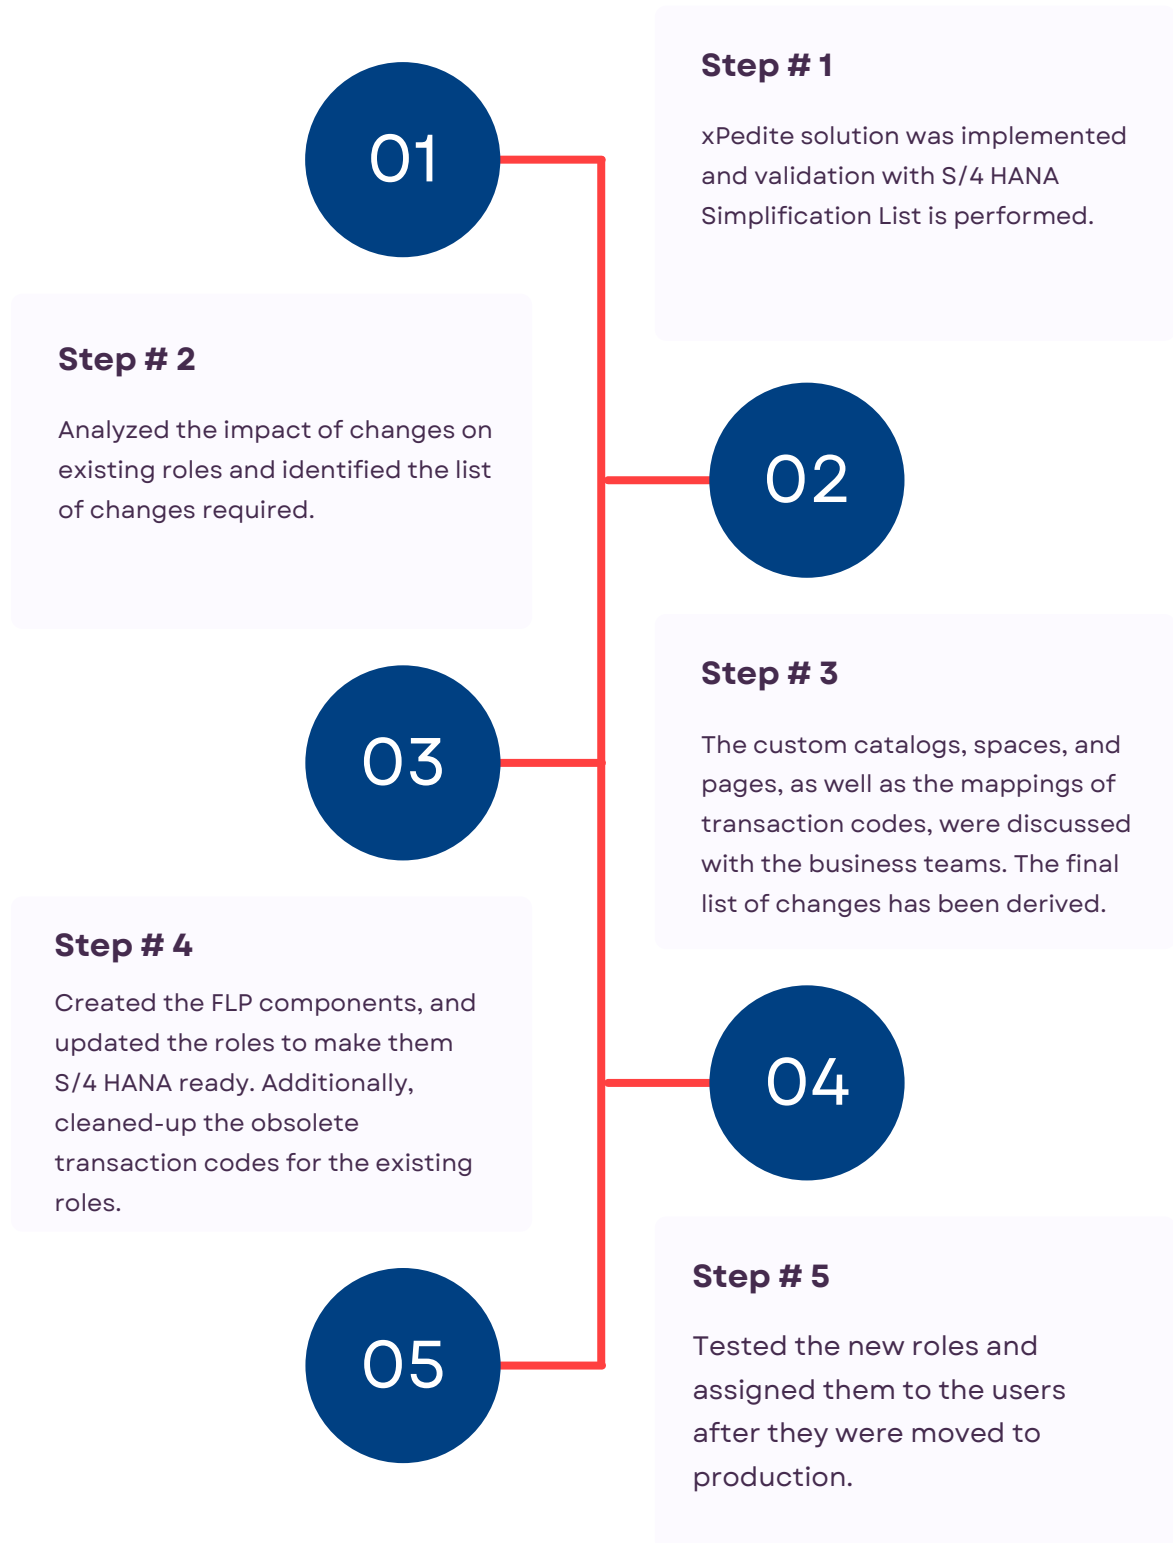 01
Step # 1
xPedite solution was implemented
and validation with S/4 HANA
Simplification List is performed.
Step # 2
Analyzed the impact of changes on
existing roles and identified the list
of changes required.
02
03
Step # 3
The custom catalogs, spaces, and
pages, as well as the mappings of
transaction codes, were discussed
with the business teams. The final
list of changes has been derived.
Step # 4
Created the FLP components, and
updated the roles to make them
S/4 HANA ready. Additionally,
cleaned-up the obsolete
transaction codes for the existing
roles.
04
05
Step # 5
Tested the new roles and
assigned them to the users
after they were moved to
production.